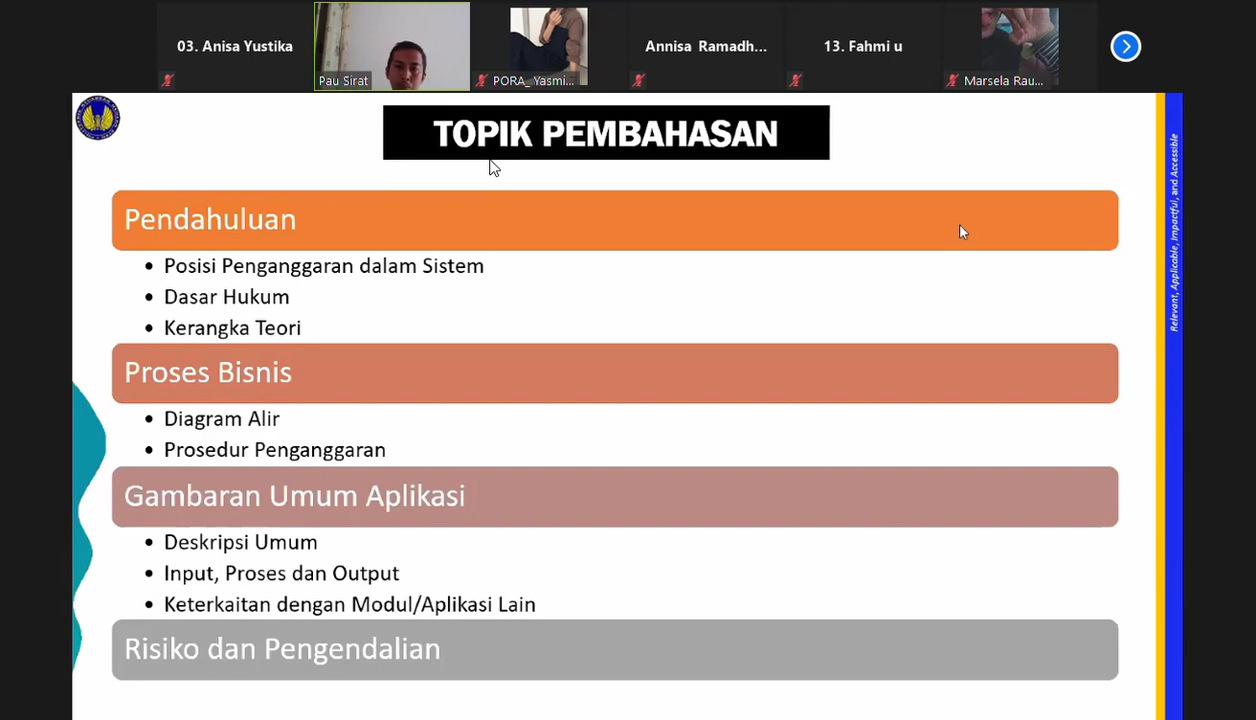 03. Anisa Yustika
Pau Sirat
PORA_ Yasmi...
Annisa Ramadh...
13. Fahmi u
Marsela Rau...
TOPIK PEMBAHASAN
Pendahuluan
• Posisi Penganggaran dalam Sistem
• Dasar Hukum
• Kerangka Teori
Proses Bisnis
• Diagram Alir
• Prosedur Penganggaran
Gambaran Umum Aplikasi
• Deskripsi Umum
• Input, Proses dan Output
• Keterkaitan dengan Modul/Aplikasi Lain
Risiko dan Pengendalian
Relevant, Applicable, Impactful, and Accessible